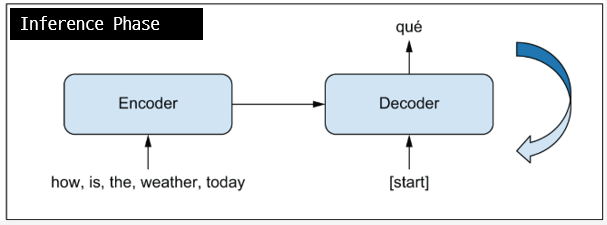 Inference Phase
qué
Encoder
Decoder
how, is, the, weather, today
[start]